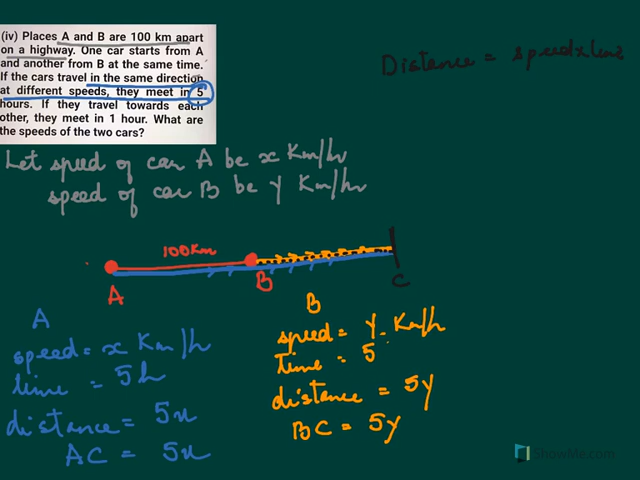 (iv) Places A and B are 100 km apart
on a highway. One car starts from A
and another from B at the same time.
If the cars travel in the same direction
at different speeds, they meet in 5
hours. If they travel towards each
other, they meet in 1 hour. What are
the speeds of the two cars?
Distance = speed x time
Let speed of car A be x Km/hr
speed of car B be y Km/hr
100Km
A
B
C
A
speed = x Km/h
time = 5h
distance = 5x
AC = 5x
B
speed = y Km/h
time = 5
distance = 5y
BC = 5y
ShowMe.com